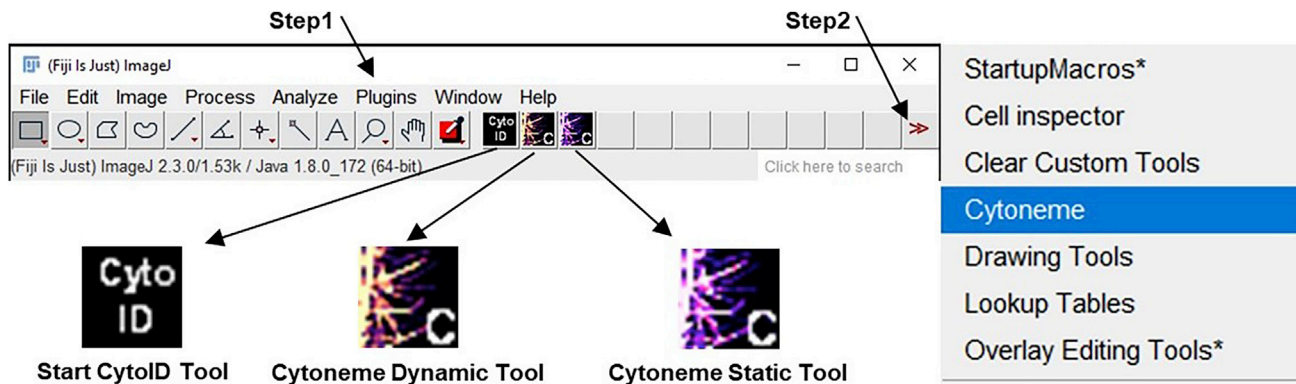 Step1
Step2
(Fiji Is Just) ImageJ
File Edit Image Process Analyze Plugins Window Help
A
Cyto
ID
C
C
(Fiji Is Just) ImageJ 2.3.0/1.53k / Java 1.8.0_172 (64-bit)
Click here to search
Cyto
ID
C
C
Start CytoID Tool
Cytoneme Dynamic Tool
Cytoneme Static Tool
StartupMacros*
Cell inspector
Clear Custom Tools
Cytoneme
Drawing Tools
Lookup Tables
Overlay Editing Tools*